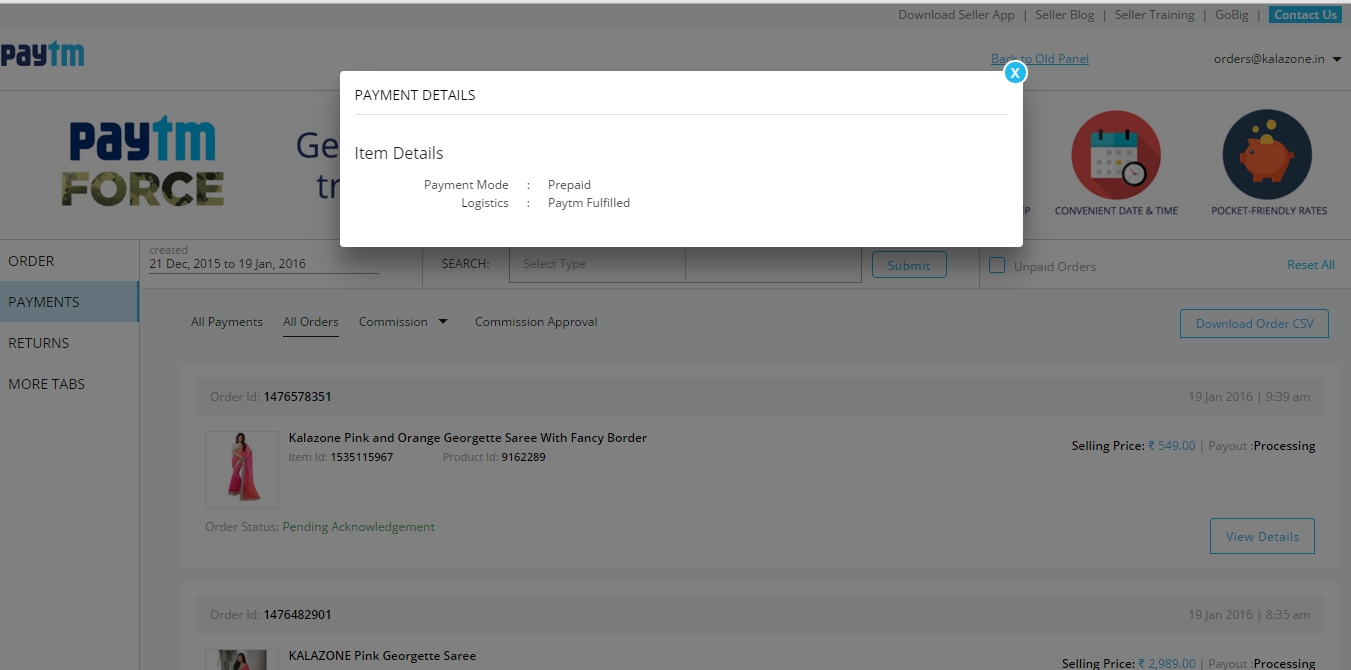 Download Seller App | Seller Blog | Seller Training | GoBig | Contact Us
paytm
Back to Old Panel
orders@kalazone.in
X
PAYMENT DETAILS
Item Details
Payment Mode : Prepaid
Logistics : Paytm Fulfilled
paytm
FORCE
CONVENIENT DATE & TIME
POCKET-FRIENDLY RATES
ORDER
PAYMENTS
RETURNS
MORE TABS
created
21 Dec, 2015 to 19 Jan, 2016
SEARCH: Select Type
Submit
Unpaid Orders
Reset All
All Payments All Orders Commission Commission Approval
Download Order CSV
Order Id: 1476578351
19 Jan 2016 | 9:39 am
Kalazone Pink and Orange Georgette Saree With Fancy Border
Item Id: 1535115967 Product Id: 9162289
Selling Price: ₹ 549.00 | Payout :Processing
Order Status: Pending Acknowledgement
View Details
Order Id: 1476482901
19 Jan 2016 | 8:35 am
KALAZONE Pink Georgette Saree
Selling Price: ₹ 2,989.00 | Payout :Processing